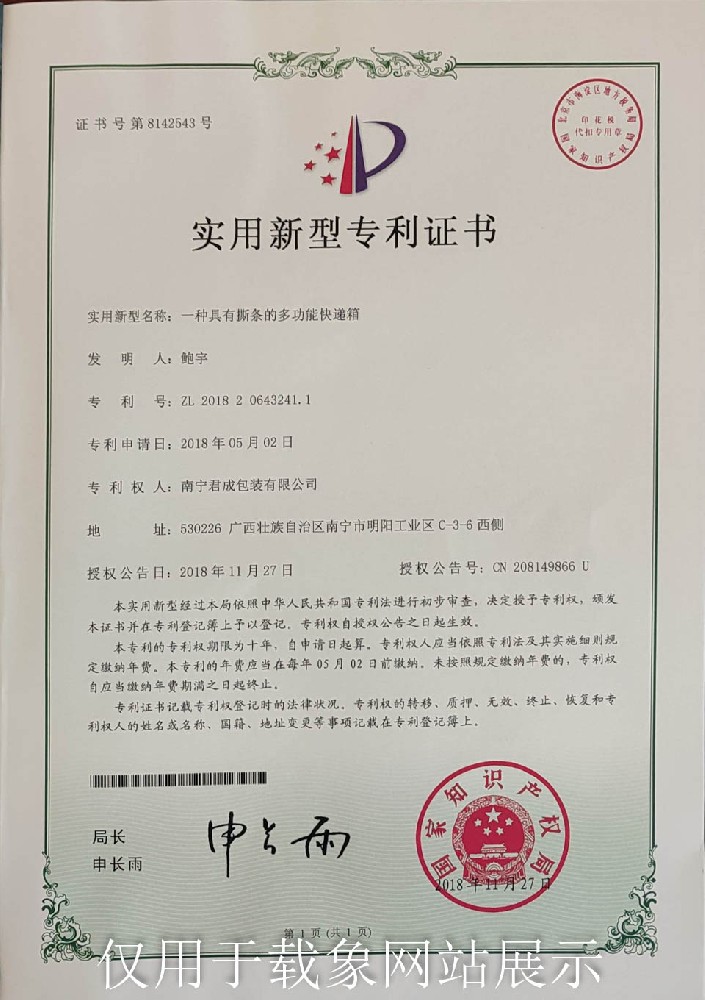 证书号第8142543号
印花税
代扣专用章
国家知识产权局
实用新型专利证书
实用新型名称：一种具有撕条的多功能快递箱
发明人：鲍宇
专利号：ZL 2018 2 0643241.1
专利申请日：2018年05月02日
专利权人：南宁君成包装有限公司
地址：530226 广西壮族自治区南宁市明阳工业区C-3-6西侧
授权公告日：2018年11月27日 授权公告号：CN 208149866 U
本实用新型经过本局依照中华人民共和国专利法进行初步审查，决定授予专利权，颁发
本证书并在专利登记簿上予以登记。专利权自授权公告之日起生效。
本专利的专利权期限为十年，自申请日起算。专利权人应当依照专利法及其实施细则规
定缴纳年费。本专利的年费应当在每年05月02日前缴纳。未按照规定缴纳年费的，专利权
自应当缴纳年费期满之日起终止。
专利证书记载专利权登记时的法律状况。专利权的转移、质押、无效、终止、恢复和专
利权人的姓名或名称、国籍、地址变更等事项记载在专利登记簿上。
局长
申长雨
申长雨
国家知识产权局
2018年11月27日
第1页(共1页)
仅用于载象网站展示